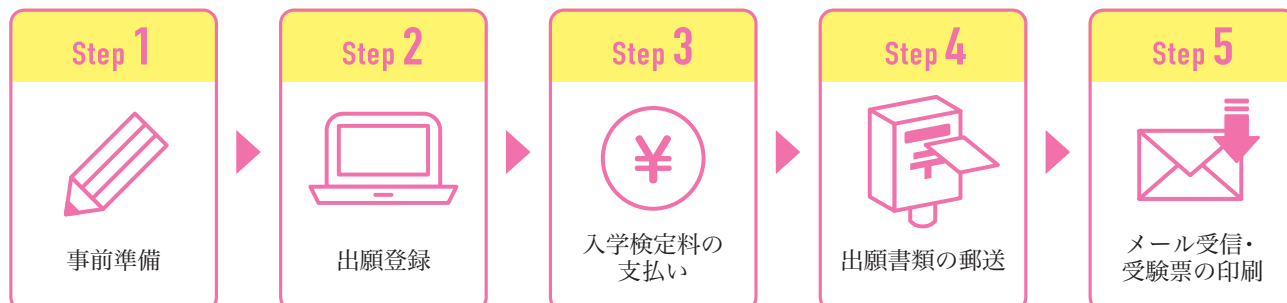 Step 1
事前準備
Step 2
出願登録
Step 3
¥
入学検定料の
支払い
Step 4
〒
出願書類の郵送
Step 5
メール受信・
受験票の印刷